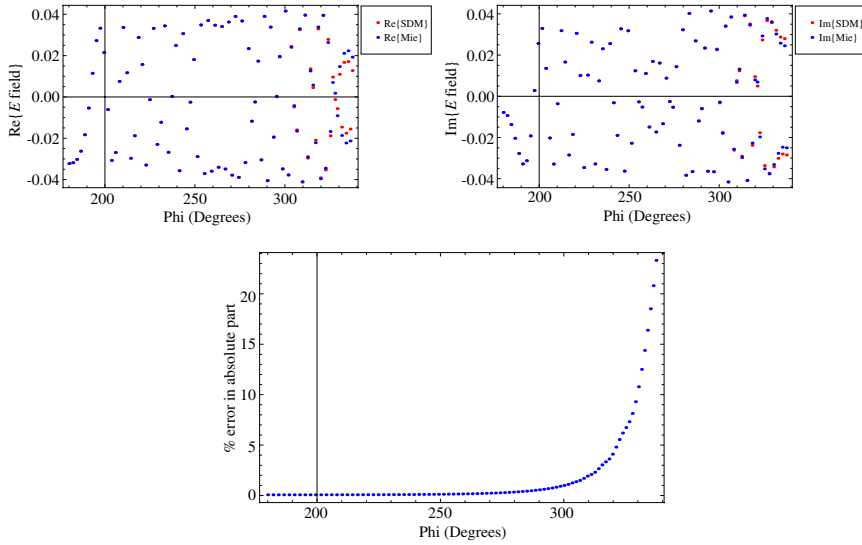 0.04
0.02
0.00
-0.02
-0.04
Re{E field}
200
250
300
Phi (Degrees)
Re{SDM}
Re{Mie}
0.04
0.02
0.00
-0.02
-0.04
Im{E field}
200
250
300
Phi (Degrees)
Im{SDM}
Im{Mie}
20
15
10
5
0
% error in absolute part
200
250
300
Phi (Degrees)